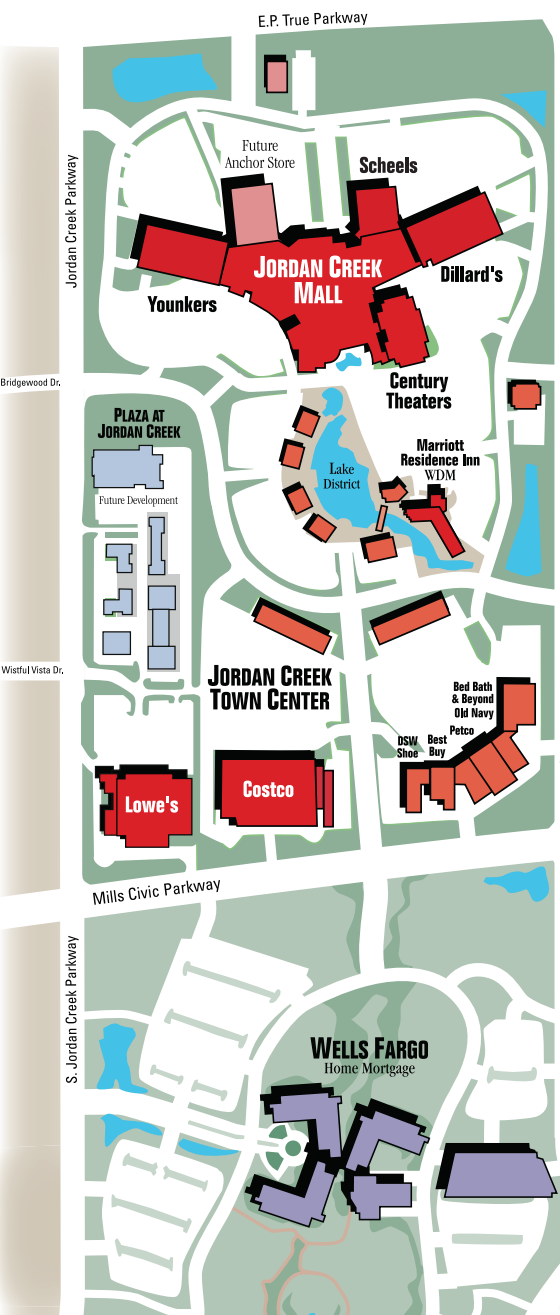 E.P. True Parkway
Jordan Creek Parkway
Future
Anchor Store
Scheels
JORDAN CREEK
MALL
Dillard's
Younkers
Bridgewood Dr.
Century
Theaters
PLAZA AT
JORDAN CREEK
Future Development
Lake
District
Marriott
Residence Inn
WDM
Wistful Vista Dr.
JORDAN CREEK
TOWN CENTER
Bed Bath
& Beyond
Old Navy
Petco
Best
Buy
DSW
Shoe
Costco
Lowe's
Mills Civic Parkway
S. Jordan Creek Parkway
WELLS FARGO
Home Mortgage